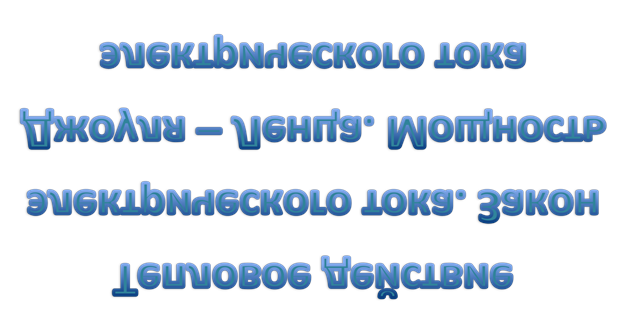 Тепловое действие
электрического тока. Закон
Джоуля – Ленца. Мощность
электрического тока